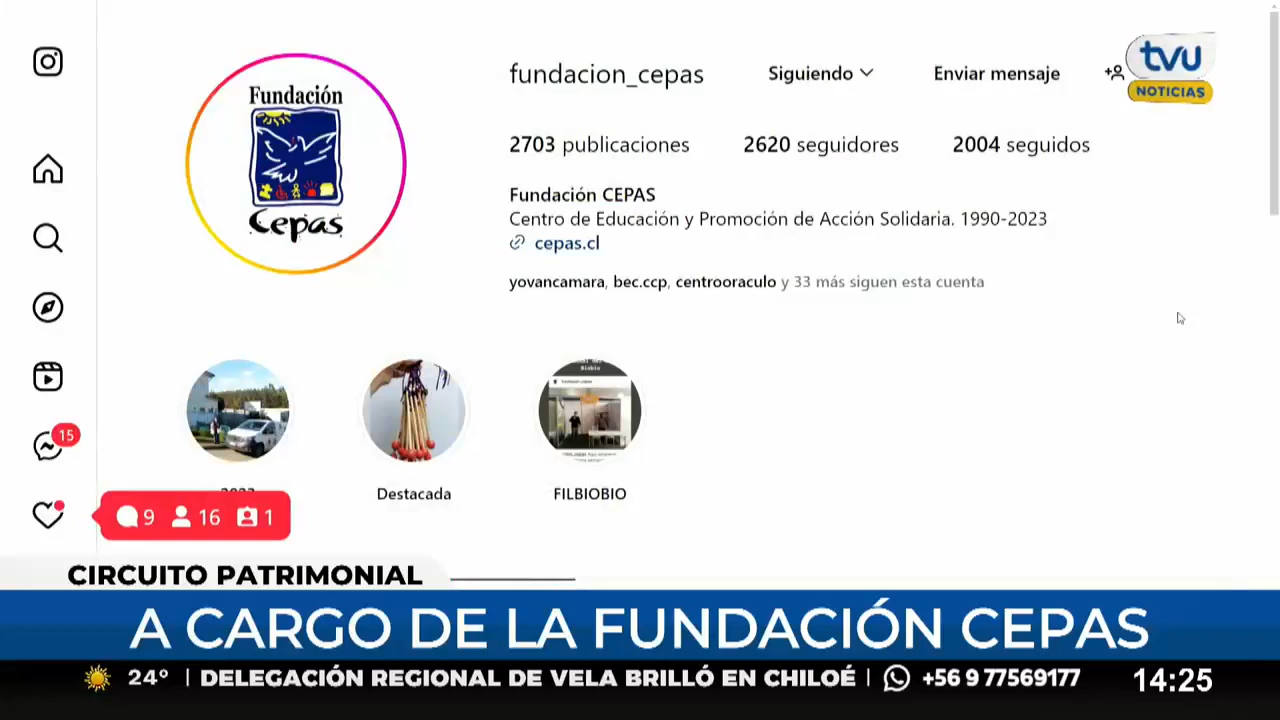 fundacion_cepas
Siguiendo
Enviar mensaje
tvu
NOTICIAS
Fundación
Cepas
2703 publicaciones
2620 seguidores
2004 seguidos
Fundación CEPAS
Centro de Educación y Promoción de Acción Solidaria. 1990-2023
cepas.cl
yovancamara, bec.ccp, centrooraculo y 33 más siguen esta cuenta
15
Destacada
FILBIOBIO
9 16 1
CIRCUITO PATRIMONIAL
A CARGO DE LA FUNDACIÓN CEPAS
24° | DELEGACIÓN REGIONAL DE VELA BRILLÓ EN CHILOÉ | +56 9 77569177 14:25